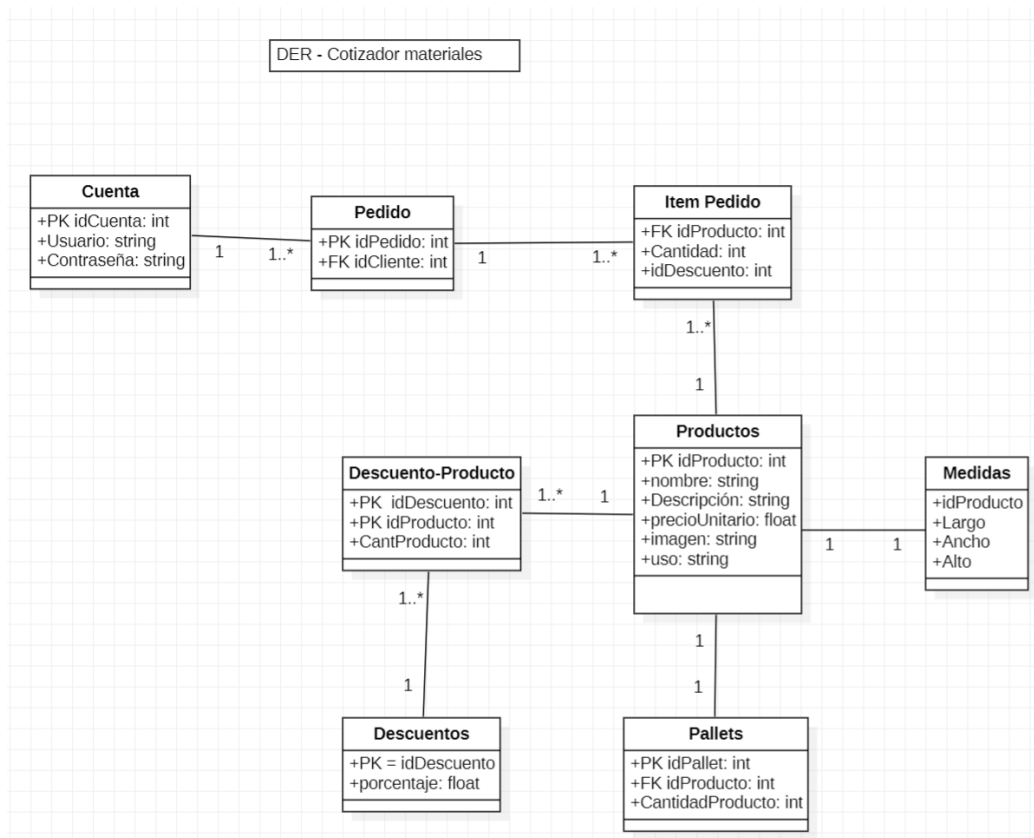 DER - Cotizador materiales
Cuenta
+PK idCuenta: int
+Usuario: string
+Contraseña: string
1
1..*
Pedido
+PK idPedido: int
+FK idCliente: int
1
1..*
Item Pedido
+FK idProducto: int
+Cantidad: int
+idDescuento: int
1..*
1
Productos
+PK idProducto: int
+nombre: string
+Descripción: string
+precioUnitario: float
+imagen: string
+uso: string
Descuento-Producto
+PK  idDescuento: int
+PK idProducto: int
+CantProducto: int
1..*
1
Medidas
+idProducto
+Largo
+Ancho
+Alto
1
1
1..*
1
1
1
Descuentos
+PK = idDescuento
+porcentaje: float
Pallets
+PK idPallet: int
+FK idProducto: int
+CantidadProducto: int